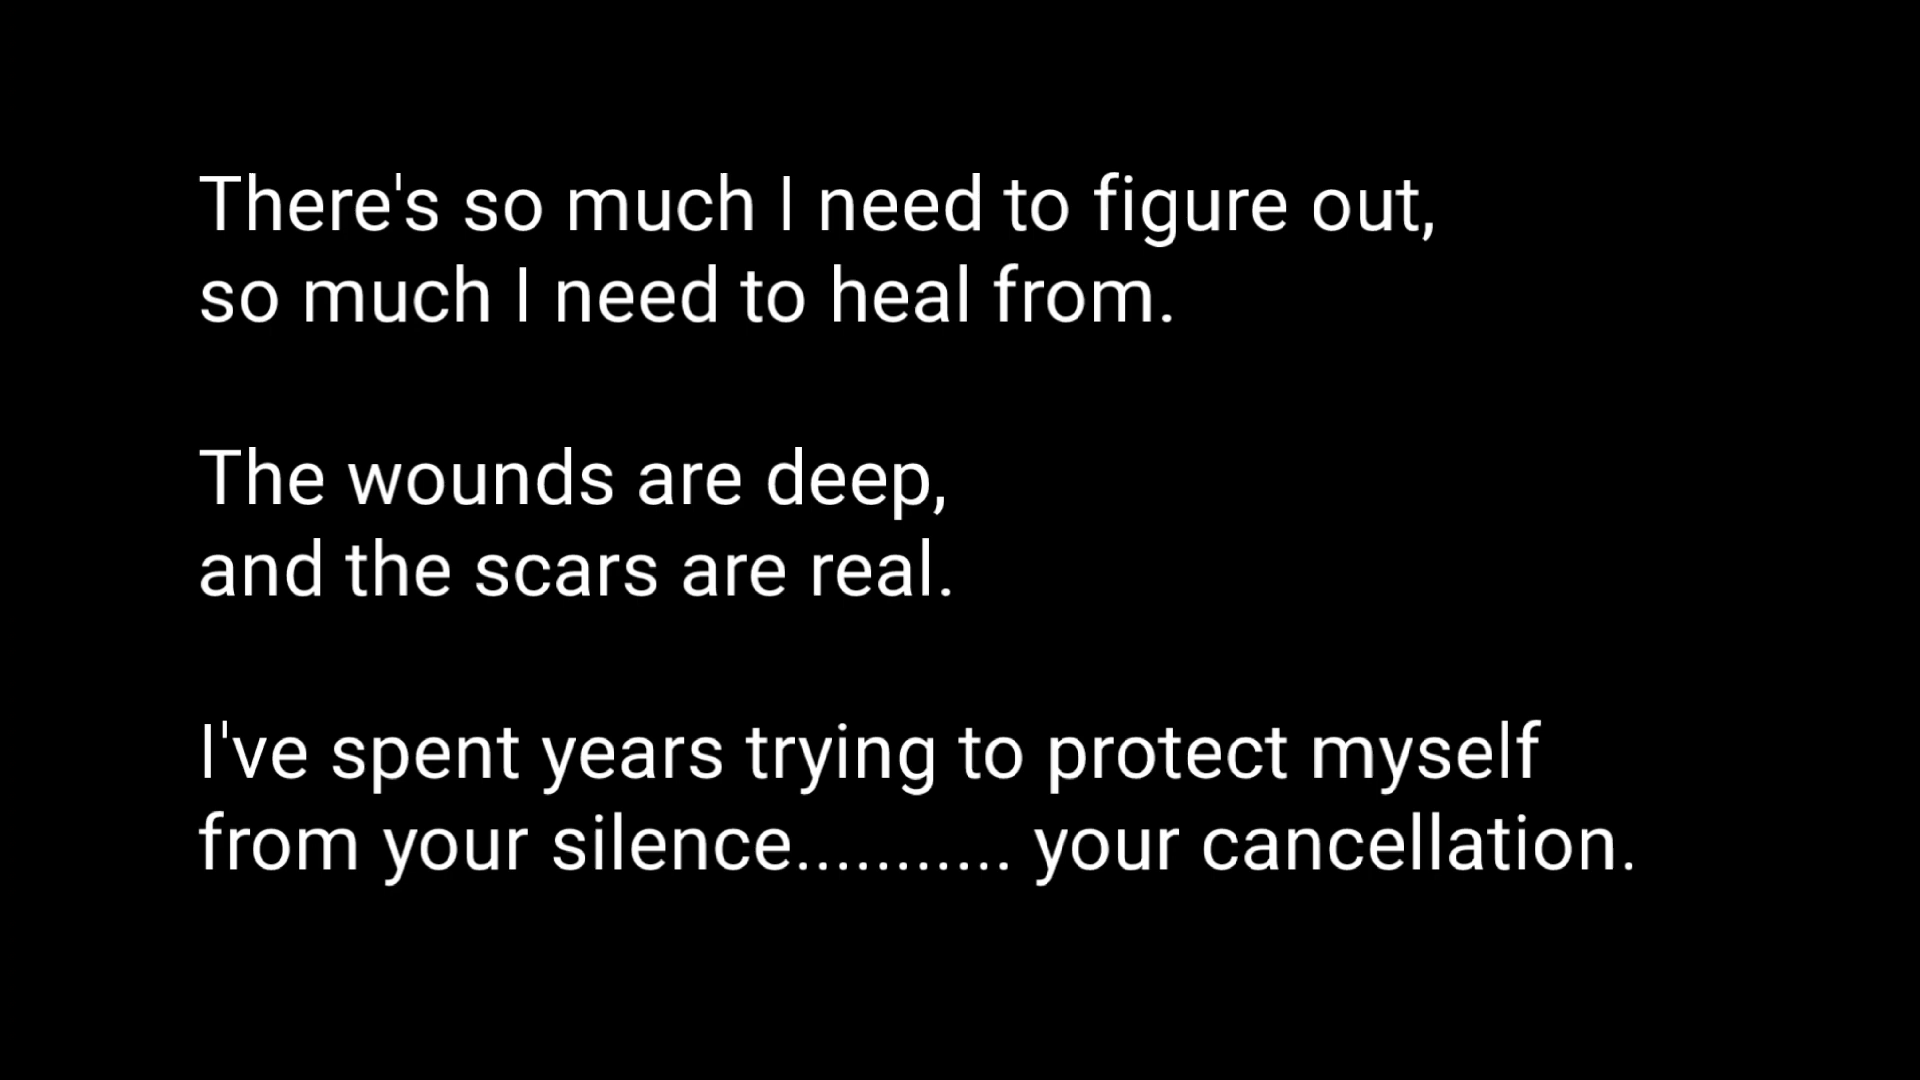 There's so much I need to figure out,
so much I need to heal from.
The wounds are deep,
and the scars are real.
I've spent years trying to protect myself
from your silence........... your cancellation.